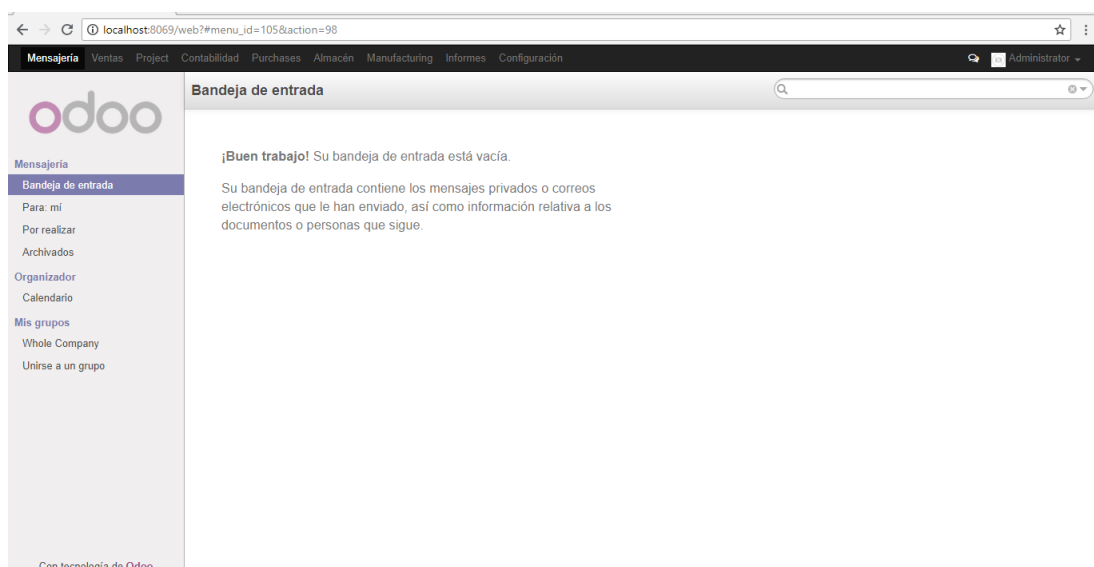 localhost:8069/web?#menu_id=105&action=98
Mensajería Ventas Project Contabilidad Purchases Almacén Manufacturing Informes Configuración Administrator
odoo
Bandeja de entrada
Mensajería
Bandeja de entrada
Para: mí
Por realizar
Archivados
Organizador
Calendario
Mis grupos
Whole Company
Unirse a un grupo
Con tecnología de Odoo
¡Buen trabajo! Su bandeja de entrada está vacía.
Su bandeja de entrada contiene los mensajes privados o correos
electrónicos que le han enviado, así como información relativa a los
documentos o personas que sigue.